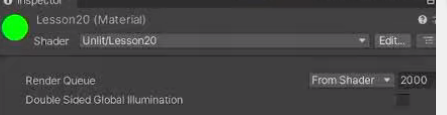 Inspector
Lesson20 (Material)
Shader Unlit/Lesson20 Edit...
Render Queue From Shader 2000
Double Sided Global Illumination